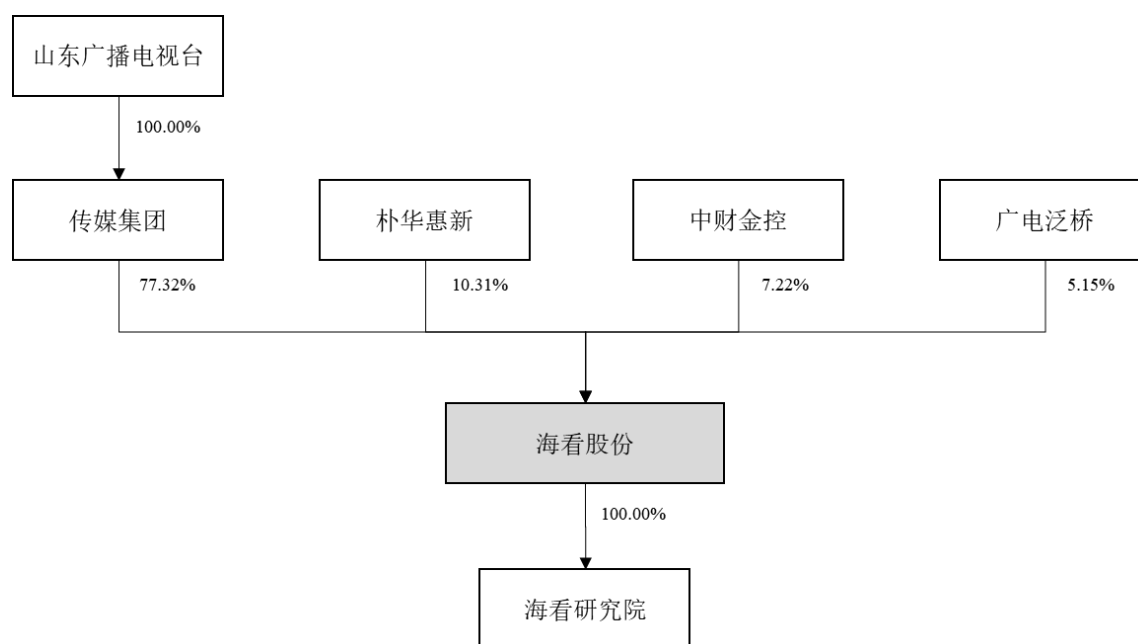 山东广播电视台
100.00%
传媒集团
朴华惠新
中财金控
广电泛桥
77.32%
10.31%
7.22%
5.15%
海看股份
100.00%
海看研究院